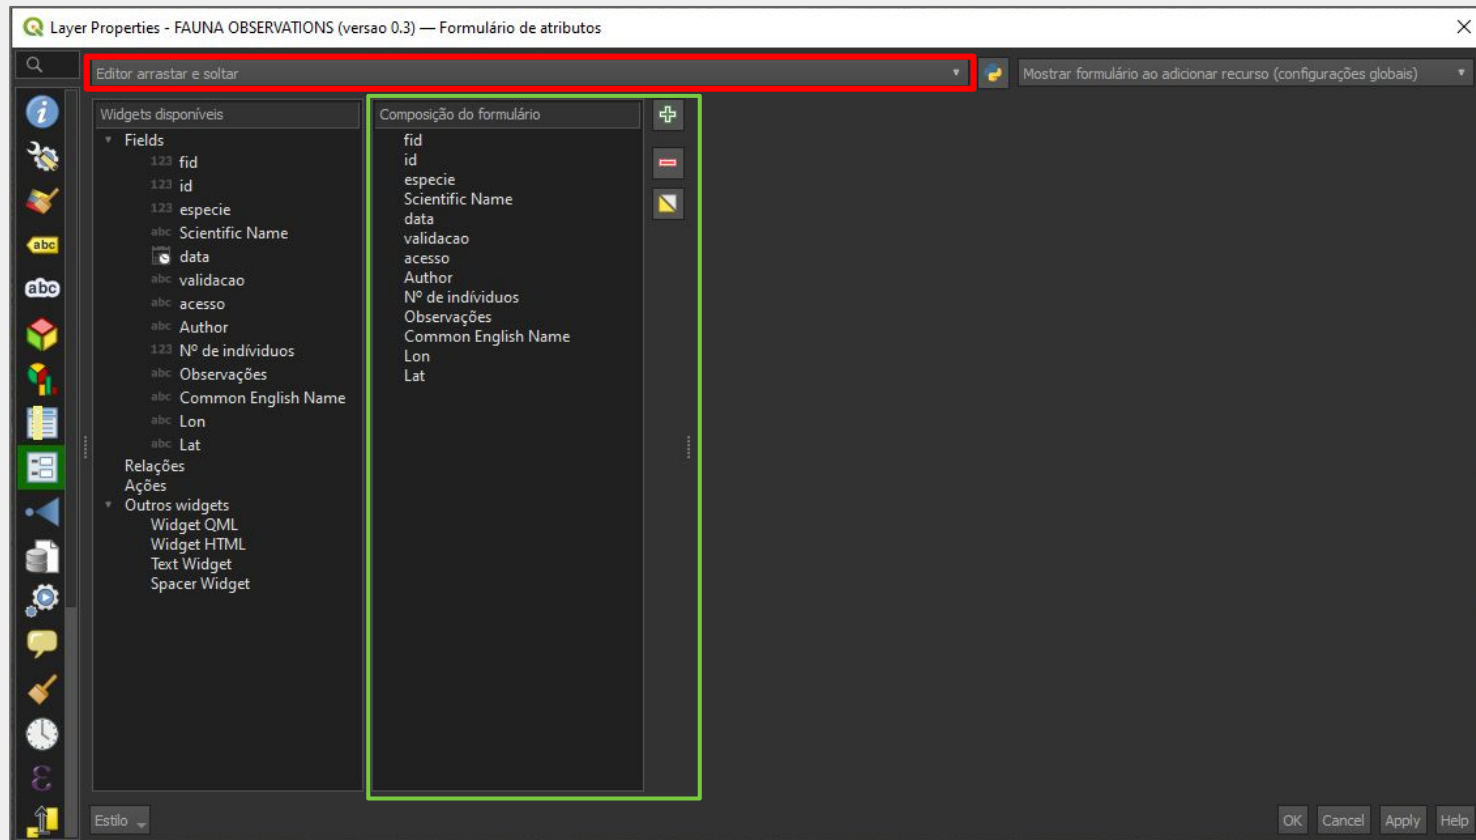 Layer Properties - FAUNA OBSERVATIONS (versao 0.3) — Formulário de atributos
Editor arrastar e soltar
Mostrar formulário ao adicionar recurso (configurações globais)
Widgets disponíveis
Fields
123 fid
123 id
123 especie
abc Scientific Name
data
abc validacao
abc acesso
abc Author
123 Nº de indíviduos
abc Observações
abc Common English Name
abc Lon
abc Lat
Relações
Ações
Outros widgets
Widget QML
Widget HTML
Text Widget
Spacer Widget
Composição do formulário
fid
id
especie
Scientific Name
data
validacao
acesso
Author
Nº de indíviduos
Observações
Common English Name
Lon
Lat
abc
abc
Estilo
OK Cancel Apply Help